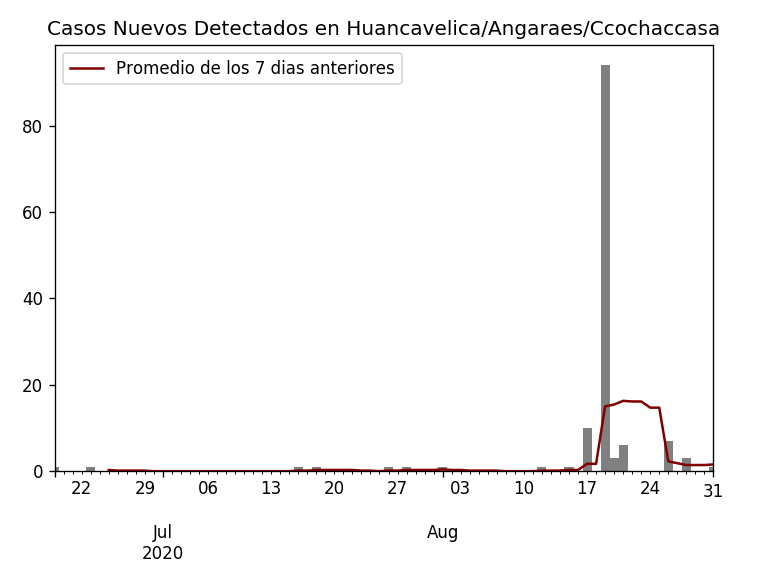 Casos Nuevos Detectados en Huancavelica/Angaraes/Ccochaccasa
Promedio de los 7 dias anteriores
80
60
40
20
0
22 29 06 13 20 27 03 10 17 24 31
Jul Aug
2020